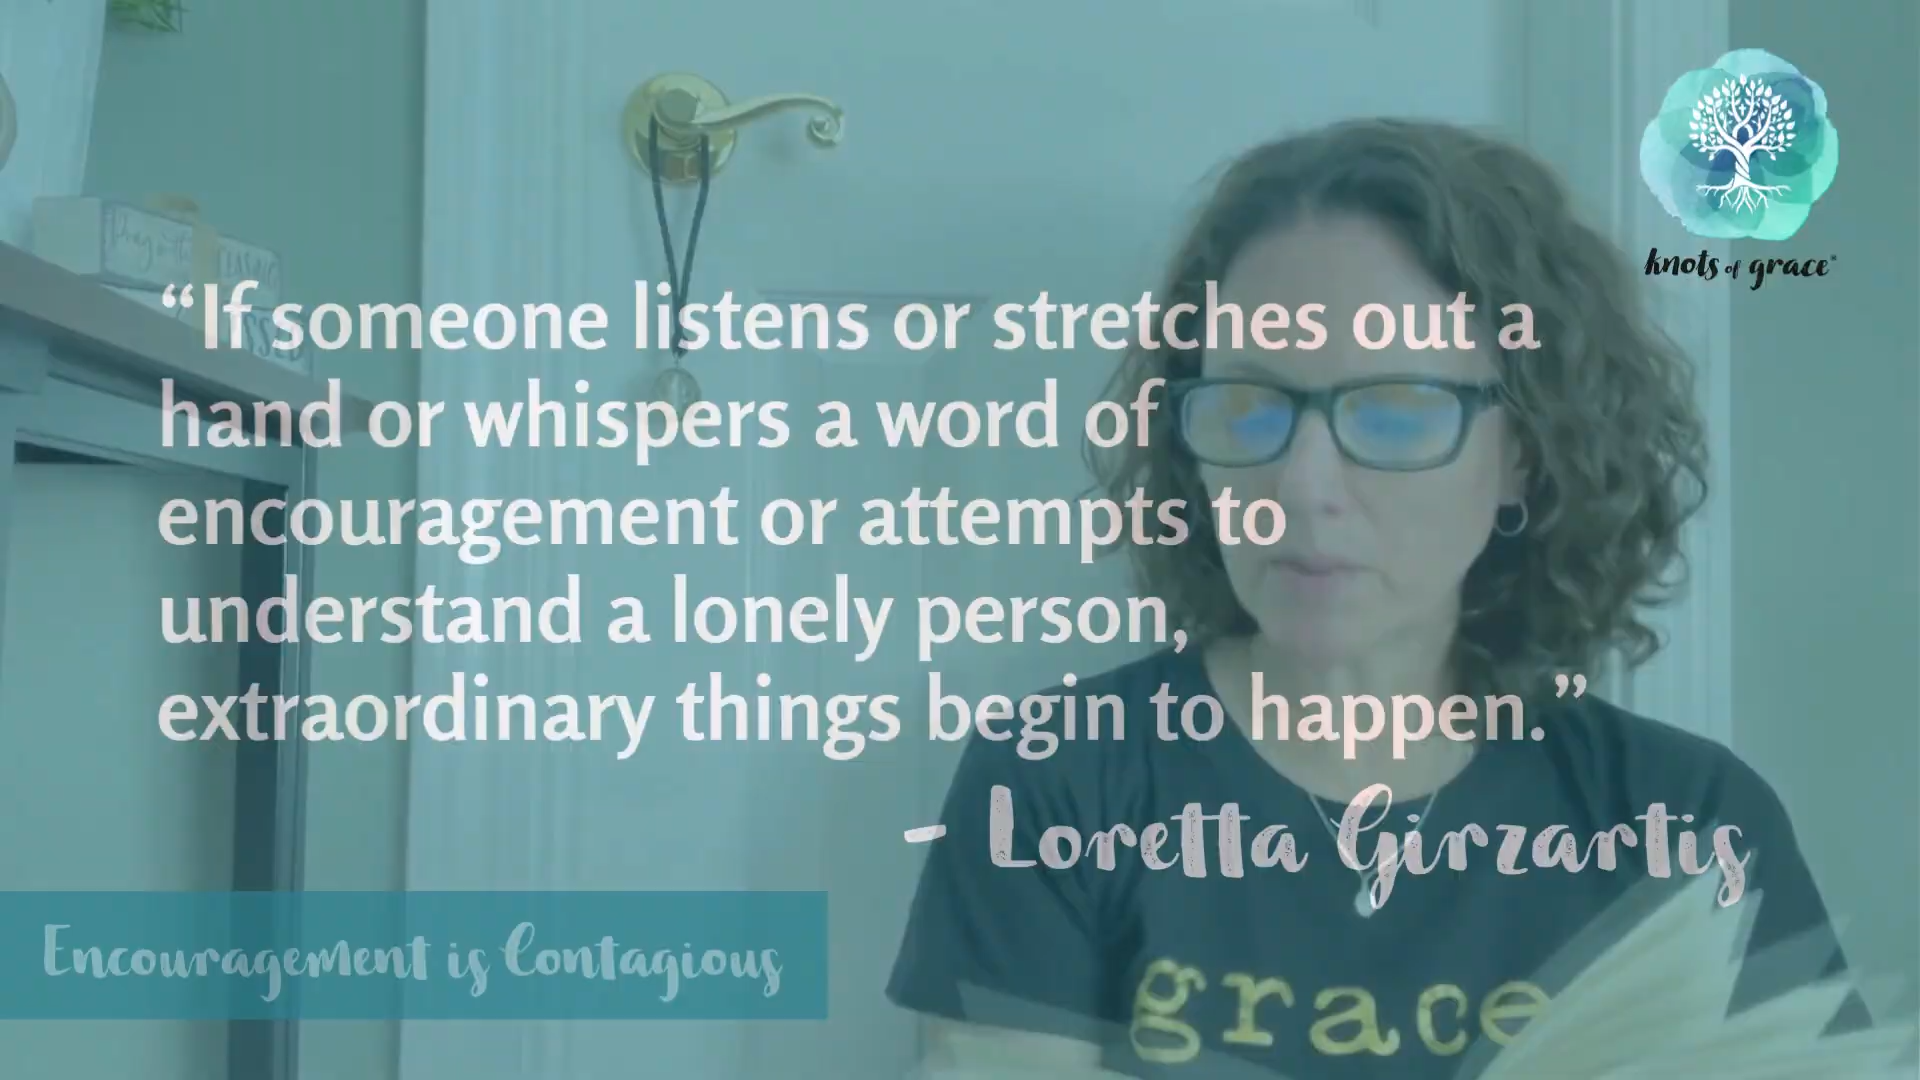 knots of grace®
“If someone listens or stretches out a
hand or whispers a word of
encouragement or attempts to
understand a lonely person,
extraordinary things begin to happen.”
- Loretta Girzartis
Encouragement is Contagious
grace